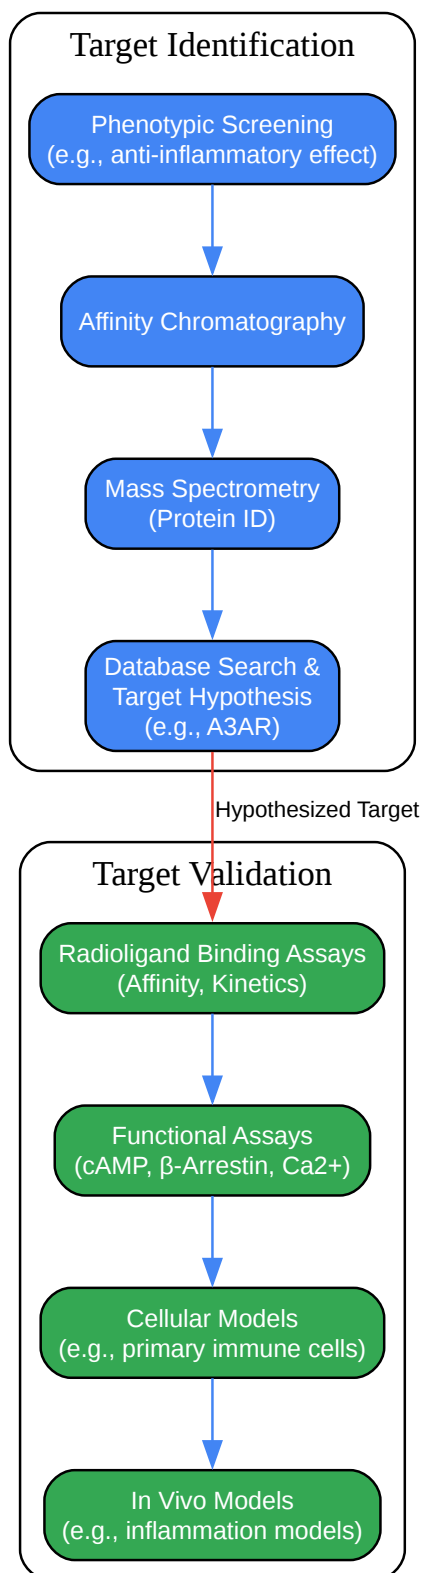 Target Identification
Phenotypic Screening
(e.g., anti-inflammatory effect)
Affinity Chromatography
Mass Spectrometry
(Protein ID)
Database Search &
Target Hypothesis
(e.g., A3AR)
Hypothesized Target
Target Validation
Radioligand Binding Assays
(Affinity, Kinetics)
Functional Assays
(cAMP, β-Arrestin, Ca2+)
Cellular Models
(e.g., primary immune cells)
In Vivo Models
(e.g., inflammation models)